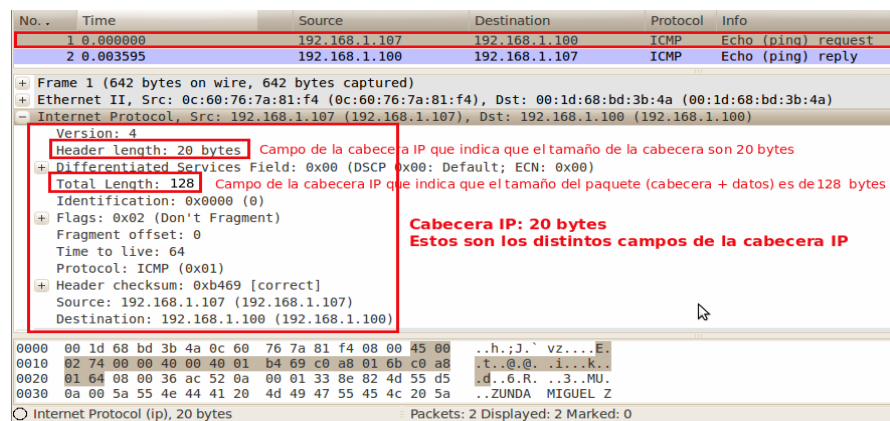 No. . Time Source Destination Protocol Info
1 0.000000 192.168.1.107 192.168.1.100 ICMP Echo (ping) request
2 0.003595 192.168.1.100 192.168.1.107 ICMP Echo (ping) reply
+ Frame 1 (642 bytes on wire, 642 bytes captured)
+ Ethernet II, Src: 0c:60:76:7a:81:f4 (0c:60:76:7a:81:f4), Dst: 00:1d:68:bd:3b:4a (00:1d:68:bd:3b:4a)
- Internet Protocol, Src: 192.168.1.107 (192.168.1.107), Dst: 192.168.1.100 (192.168.1.100)
Version: 4
Header length: 20 bytes Campo de la cabecera IP que indica que el tamaño de la cabecera son 20 bytes
+ Differentiated Services Field: 0x00 (DSCP 0x00: Default; ECN: 0x00)
Total Length: 128 Campo de la cabecera IP que indica que el tamaño del paquete (cabecera + datos) es de128 bytes
Identification: 0x0000 (0)
+ Flags: 0x02 (Don't Fragment)
Cabecera IP: 20 bytes
Fragment offset: 0
Estos son los distintos campos de la cabecera IP
Time to live: 64
Protocol: ICMP (0x01)
+ Header checksum: 0xb469 [correct]
Source: 192.168.1.107 (192.168.1.107)
Destination: 192.168.1.100 (192.168.1.100)
0000 00 1d 68 bd 3b 4a 0c 60 76 7a 81 f4 08 00 45 00 ..h.;J.` vz....E.
0010 02 74 00 00 40 00 40 01 b4 69 c0 a8 01 6b c0 a8 .t..@.@. .i...k..
0020 01 64 08 00 36 ac 52 0a 00 01 33 8e 82 4d 55 d5 .d..6.R. ..3..MU.
0030 0a 00 5a 55 4e 44 41 20 4d 49 47 55 45 4c 20 5a ..ZUNDA MIGUEL Z
Internet Protocol (ip), 20 bytes Packets: 2 Displayed: 2 Marked: 0